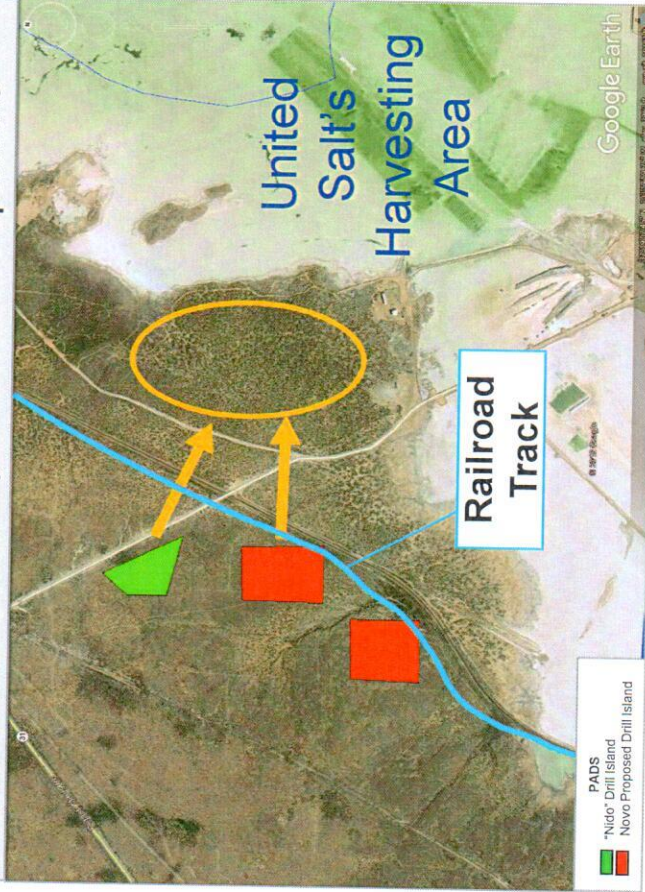 United
Salt's
Harvesting
Area
Railroad
Track
Google Earth
PADS
"Nido" Drill Island
Novo Proposed Drill Island